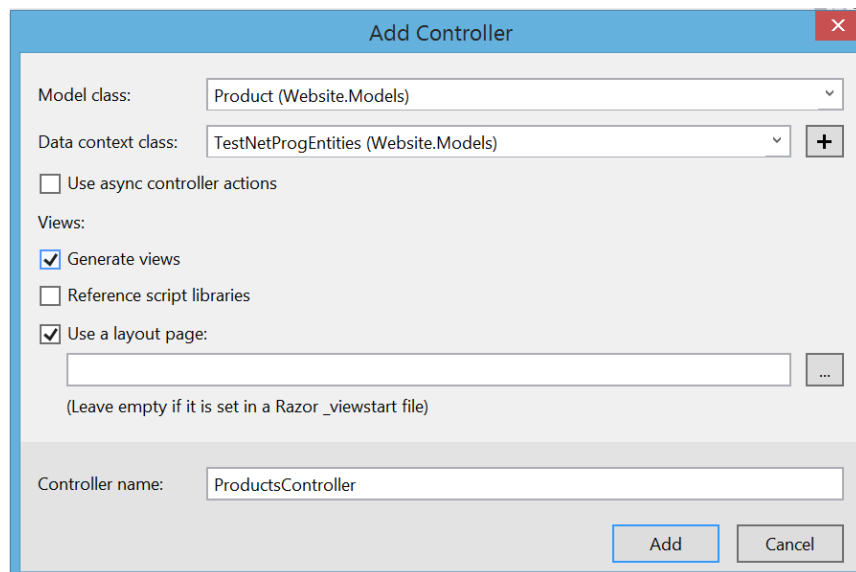 Add Controller
Model class: Product (Website.Models)
Data context class: TestNetProgEntities (Website.Models) +
Use async controller actions
Views:
Generate views
Reference script libraries
Use a layout page:
...
(Leave empty if it is set in a Razor _viewstart file)
Controller name: ProductsController
Add Cancel